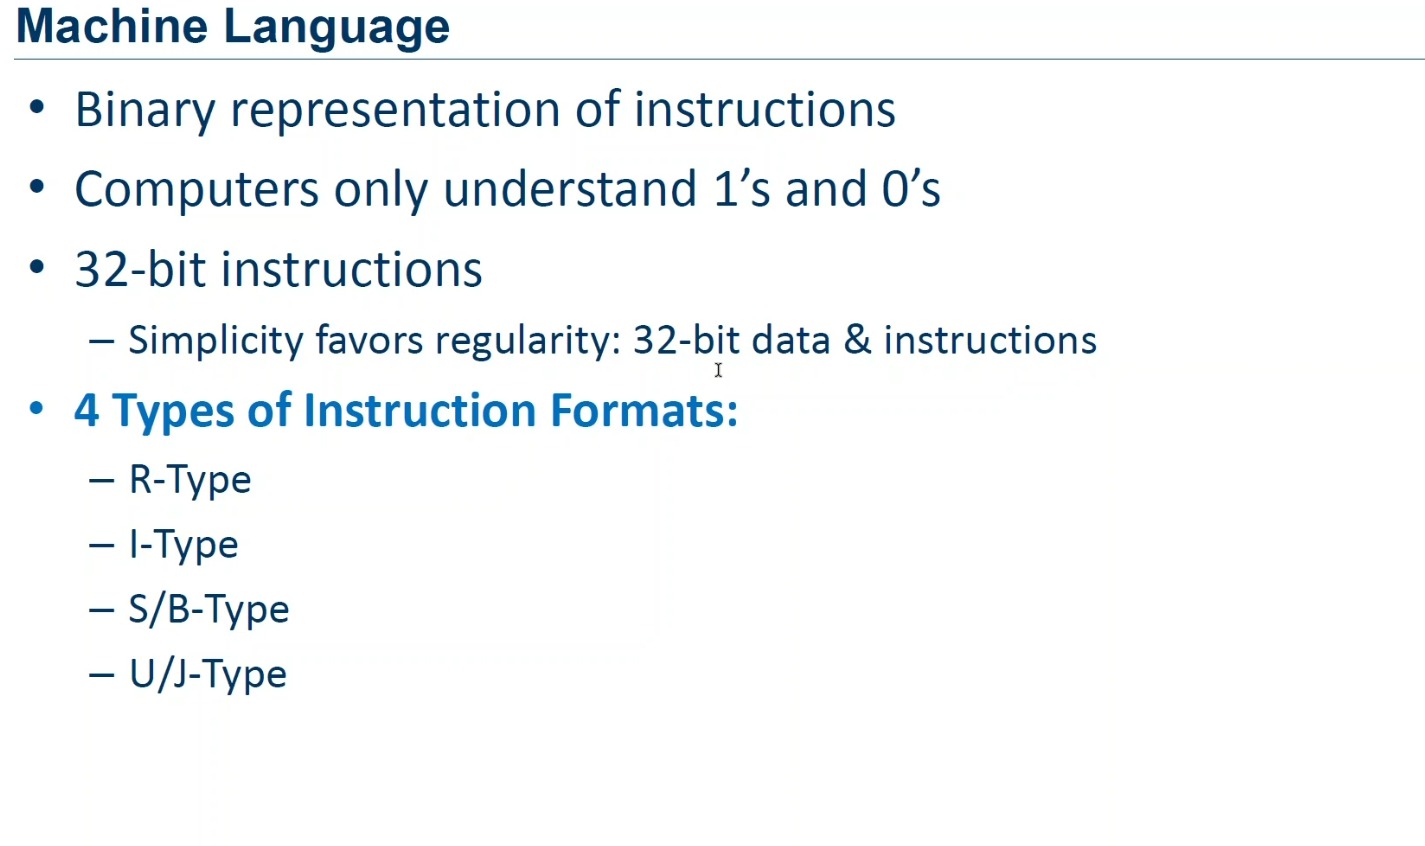 Machine Language
• Binary representation of instructions
• Computers only understand 1’s and 0’s
• 32-bit instructions
– Simplicity favors regularity: 32-bit data & instructions
• 4 Types of Instruction Formats:
– R-Type
– I-Type
– S/B-Type
– U/J-Type